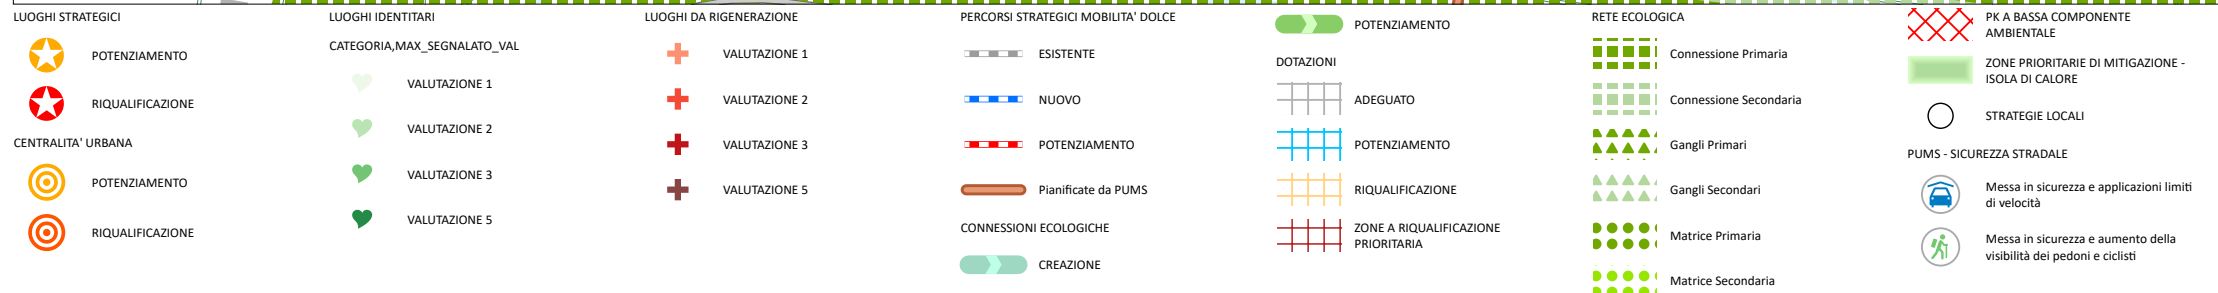 LUOGHI STRATEGICI
POTENZIAMENTO
RIQUALIFICAZIONE
CENTRALITA' URBANA
POTENZIAMENTO
RIQUALIFICAZIONE
LUOGHI IDENTITARI
CATEGORIA,MAX_SEGNALATO_VAL
VALUTAZIONE 1
VALUTAZIONE 2
VALUTAZIONE 3
VALUTAZIONE 5
LUOGHI DA RIGENERAZIONE
VALUTAZIONE 1
VALUTAZIONE 2
VALUTAZIONE 3
VALUTAZIONE 5
PERCORSI STRATEGICI MOBILITA' DOLCE
ESISTENTE
NUOVO
POTENZIAMENTO
Pianificate da PUMS
CONNESSIONI ECOLOGICHE
CREAZIONE
POTENZIAMENTO
DOTAZIONI
ADEGUATO
POTENZIAMENTO
RIQUALIFICAZIONE
ZONE A RIQUALIFICAZIONE
PRIORITARIA
RETE ECOLOGICA
Connessione Primaria
Connessione Secondaria
Gangli Primari
Gangli Secondari
Matrice Primaria
Matrice Secondaria
PK A BASSA COMPONENTE
AMBIENTALE
ZONE PRIORITARIE DI MITIGAZIONE -
ISOLA DI CALORE
STRATEGIE LOCALI
PUMS - SICUREZZA STRADALE
Messa in sicurezza e applicazioni limiti
di velocità
Messa in sicurezza e aumento della
visibilità dei pedoni e ciclisti